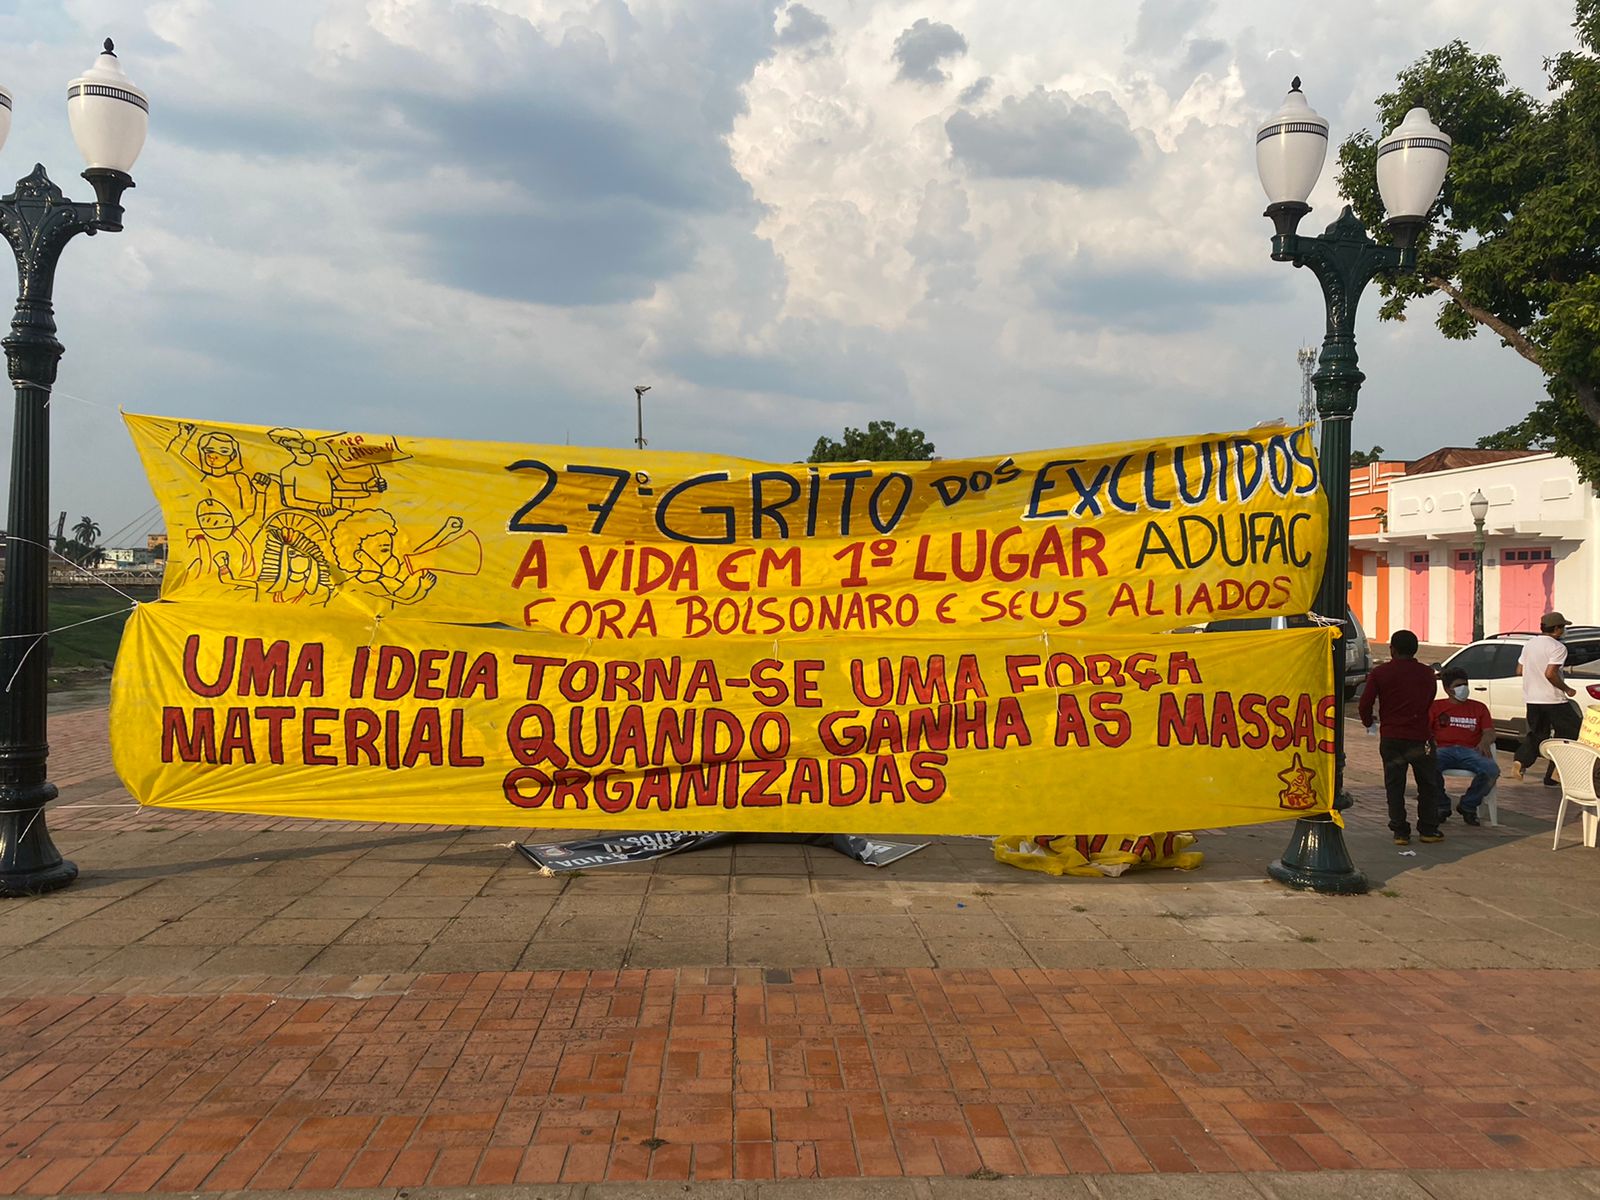 27º GRITO DOS EXCLUIDOS
A VIDA EM 1º LUGAR ADUFAC
FORA BOLSONARO E SEUS ALIADOS
UMA IDEIA TORNA-SE UMA FORÇA
MATERIAL QUANDO GANHA AS MASSAS
ORGANIZADAS
UNIDADE